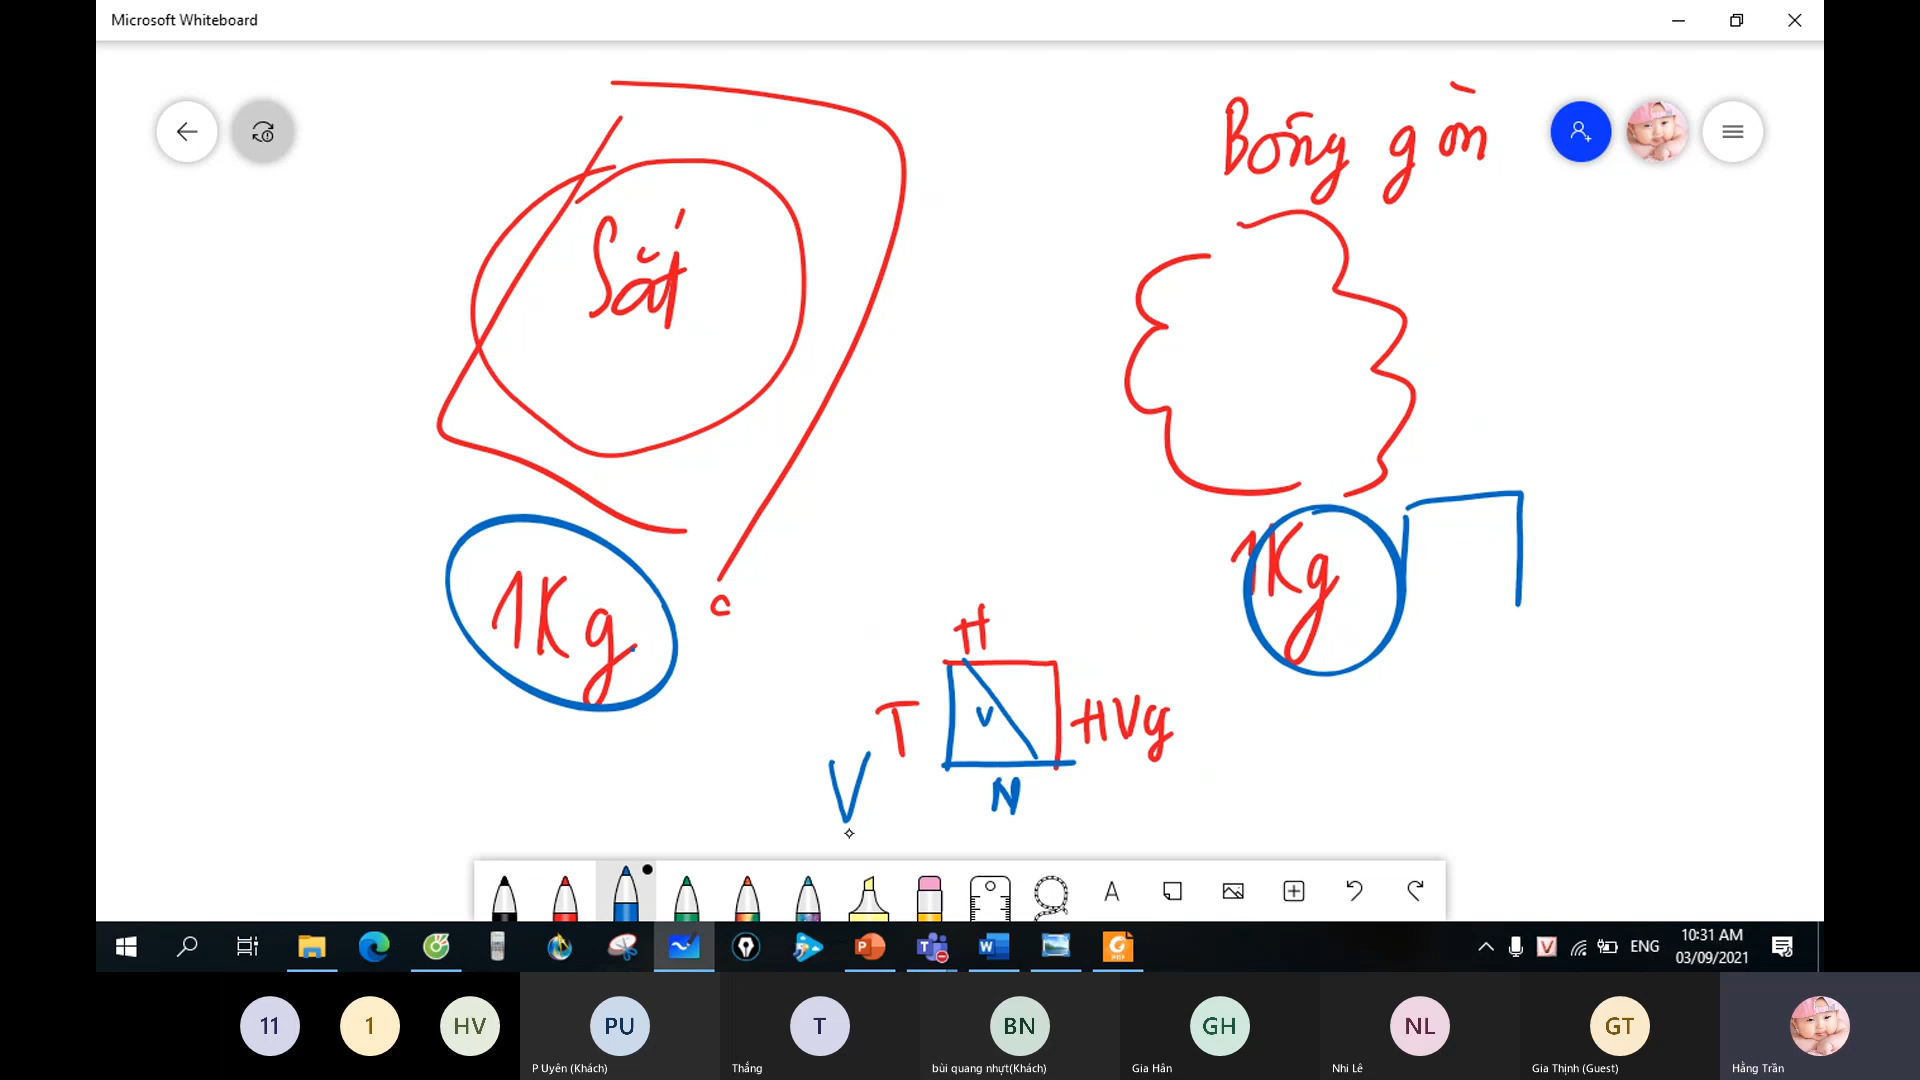 Microsoft Whiteboard
Bông gòn
Sắt
1Kg
1Kg
c
H
T
V
HVg
N
V
A
ENG
10:31 AM
03/09/2021
11
1
HV
PU
T
BN
GH
NL
GT
P Uyên (Khách)
Thắng
bùi quang nhựt(Khách)
Gia Hân
Nhi Lê
Gia Thịnh (Guest)
Hằng Trần